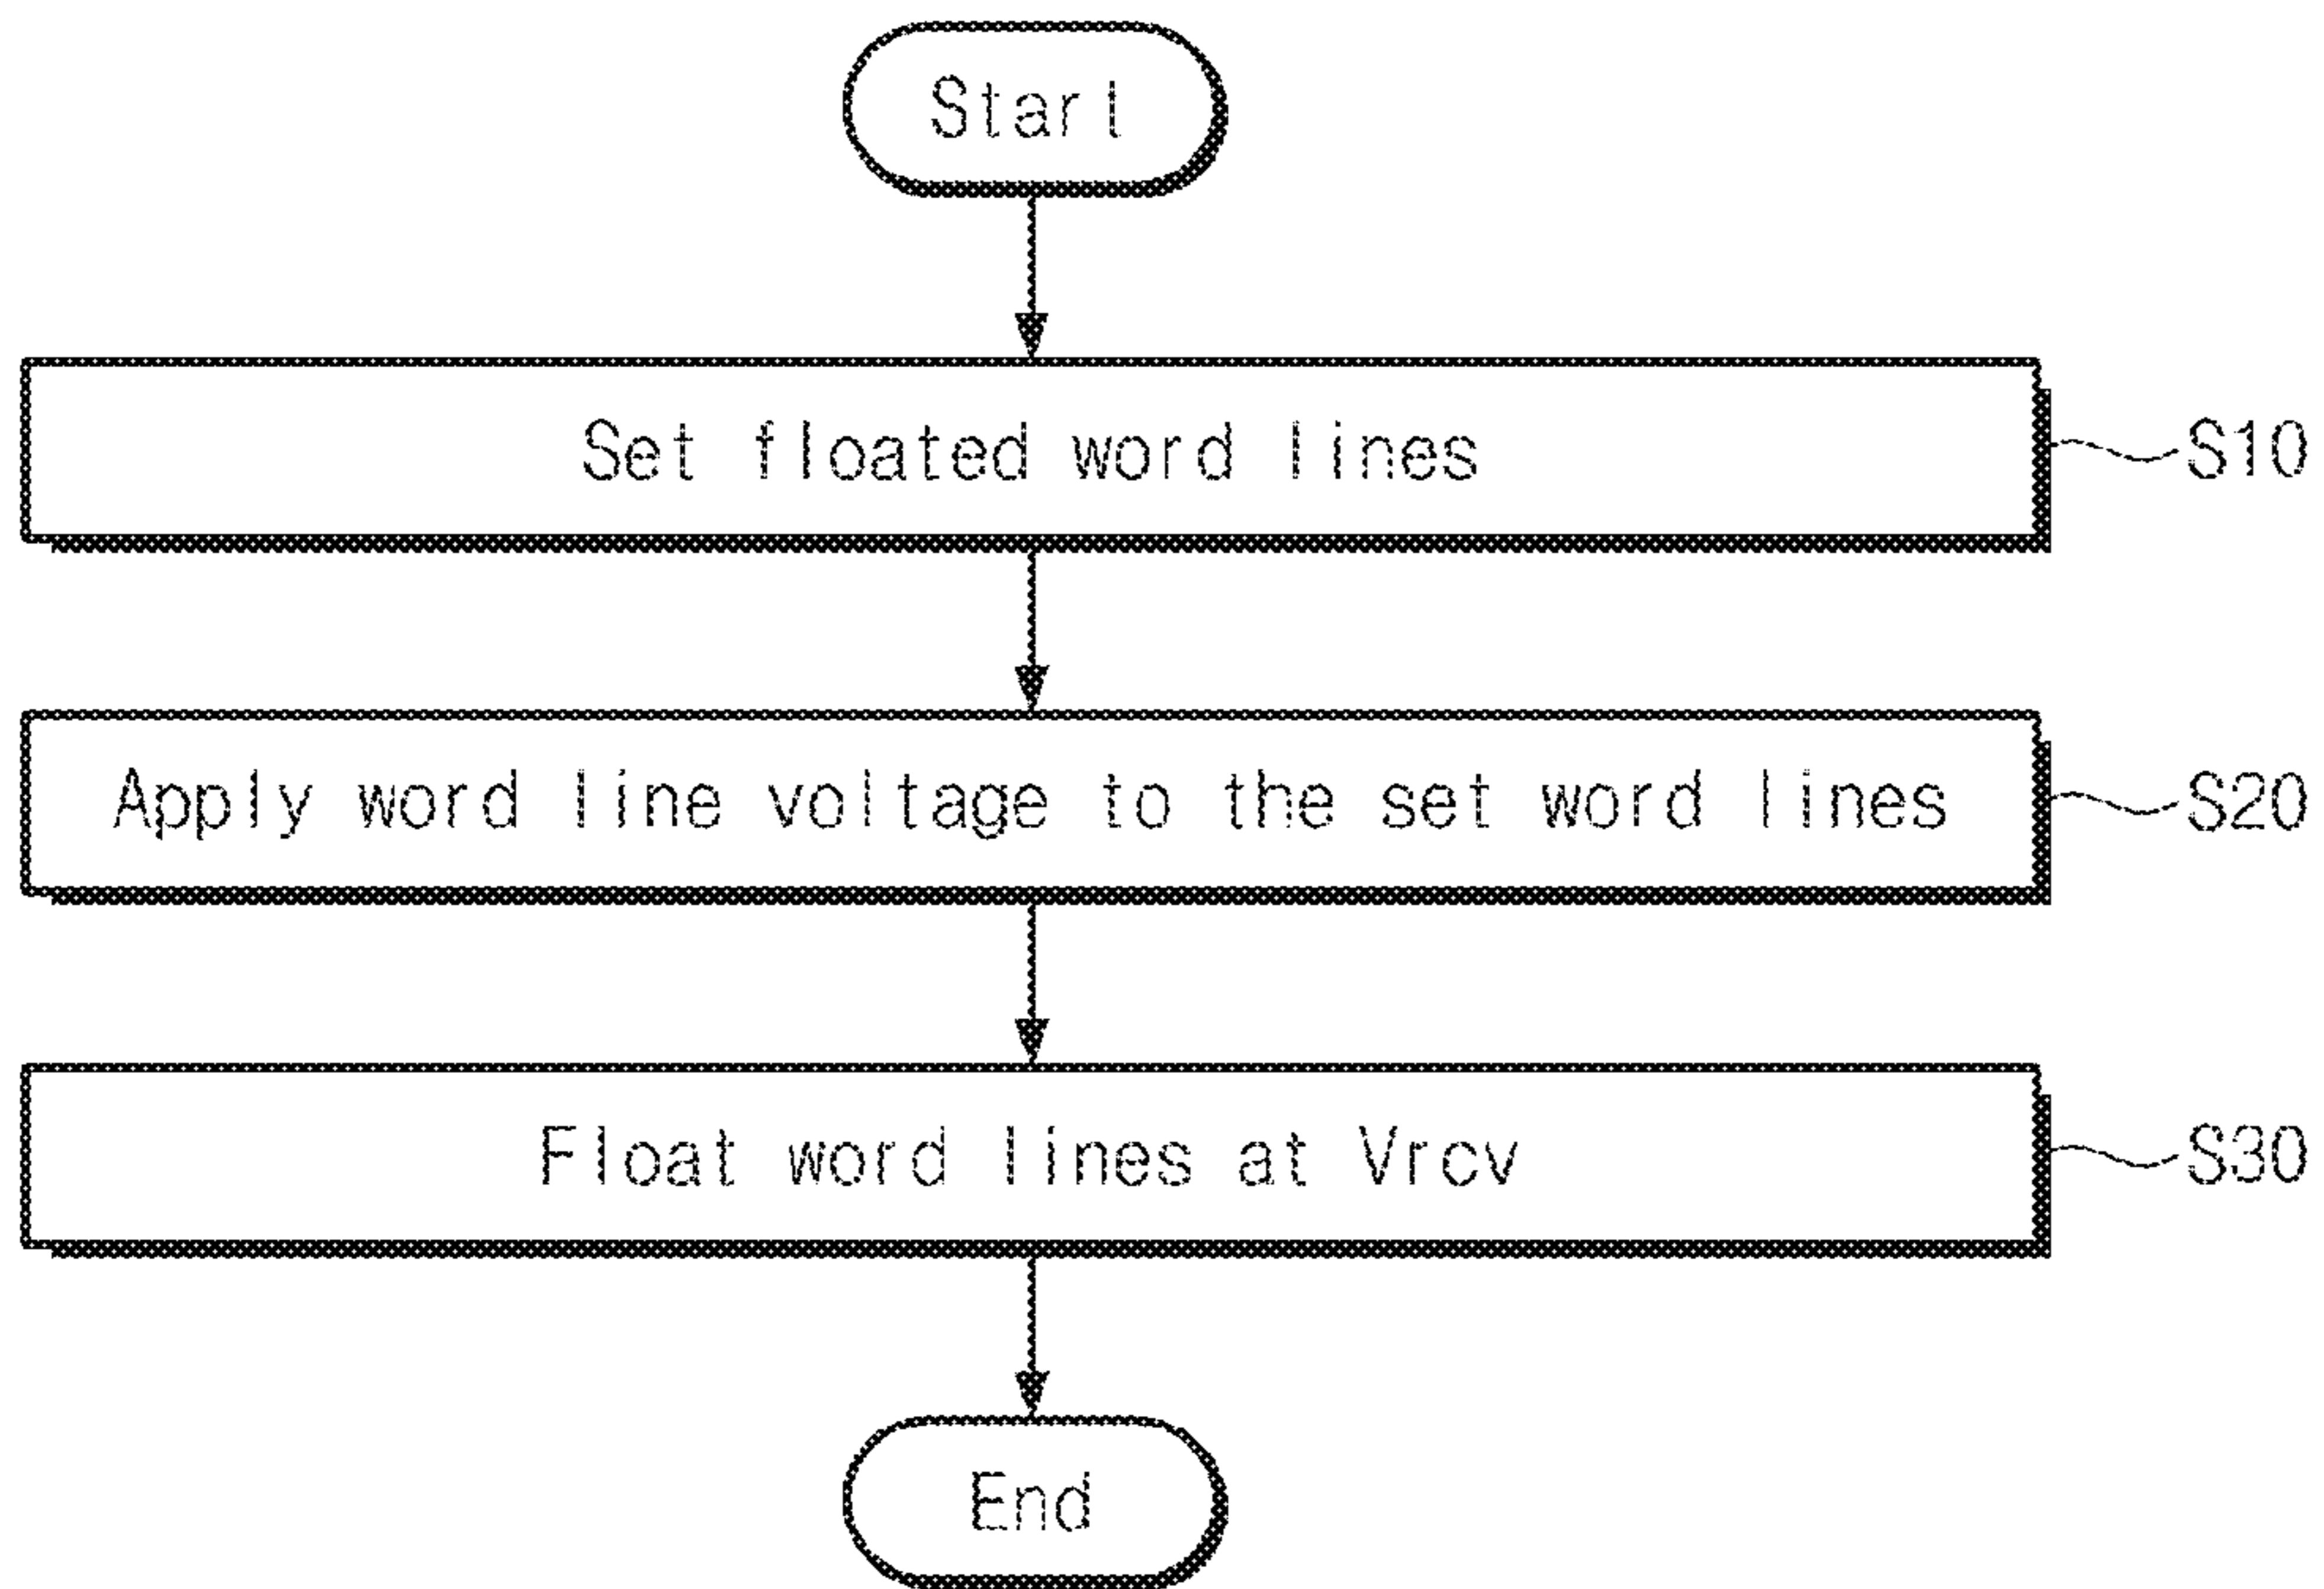 Start
Set floated word lines
S10
Apply word line voltage to the set word lines
S20
Float word lines at Vrcv
S30
End